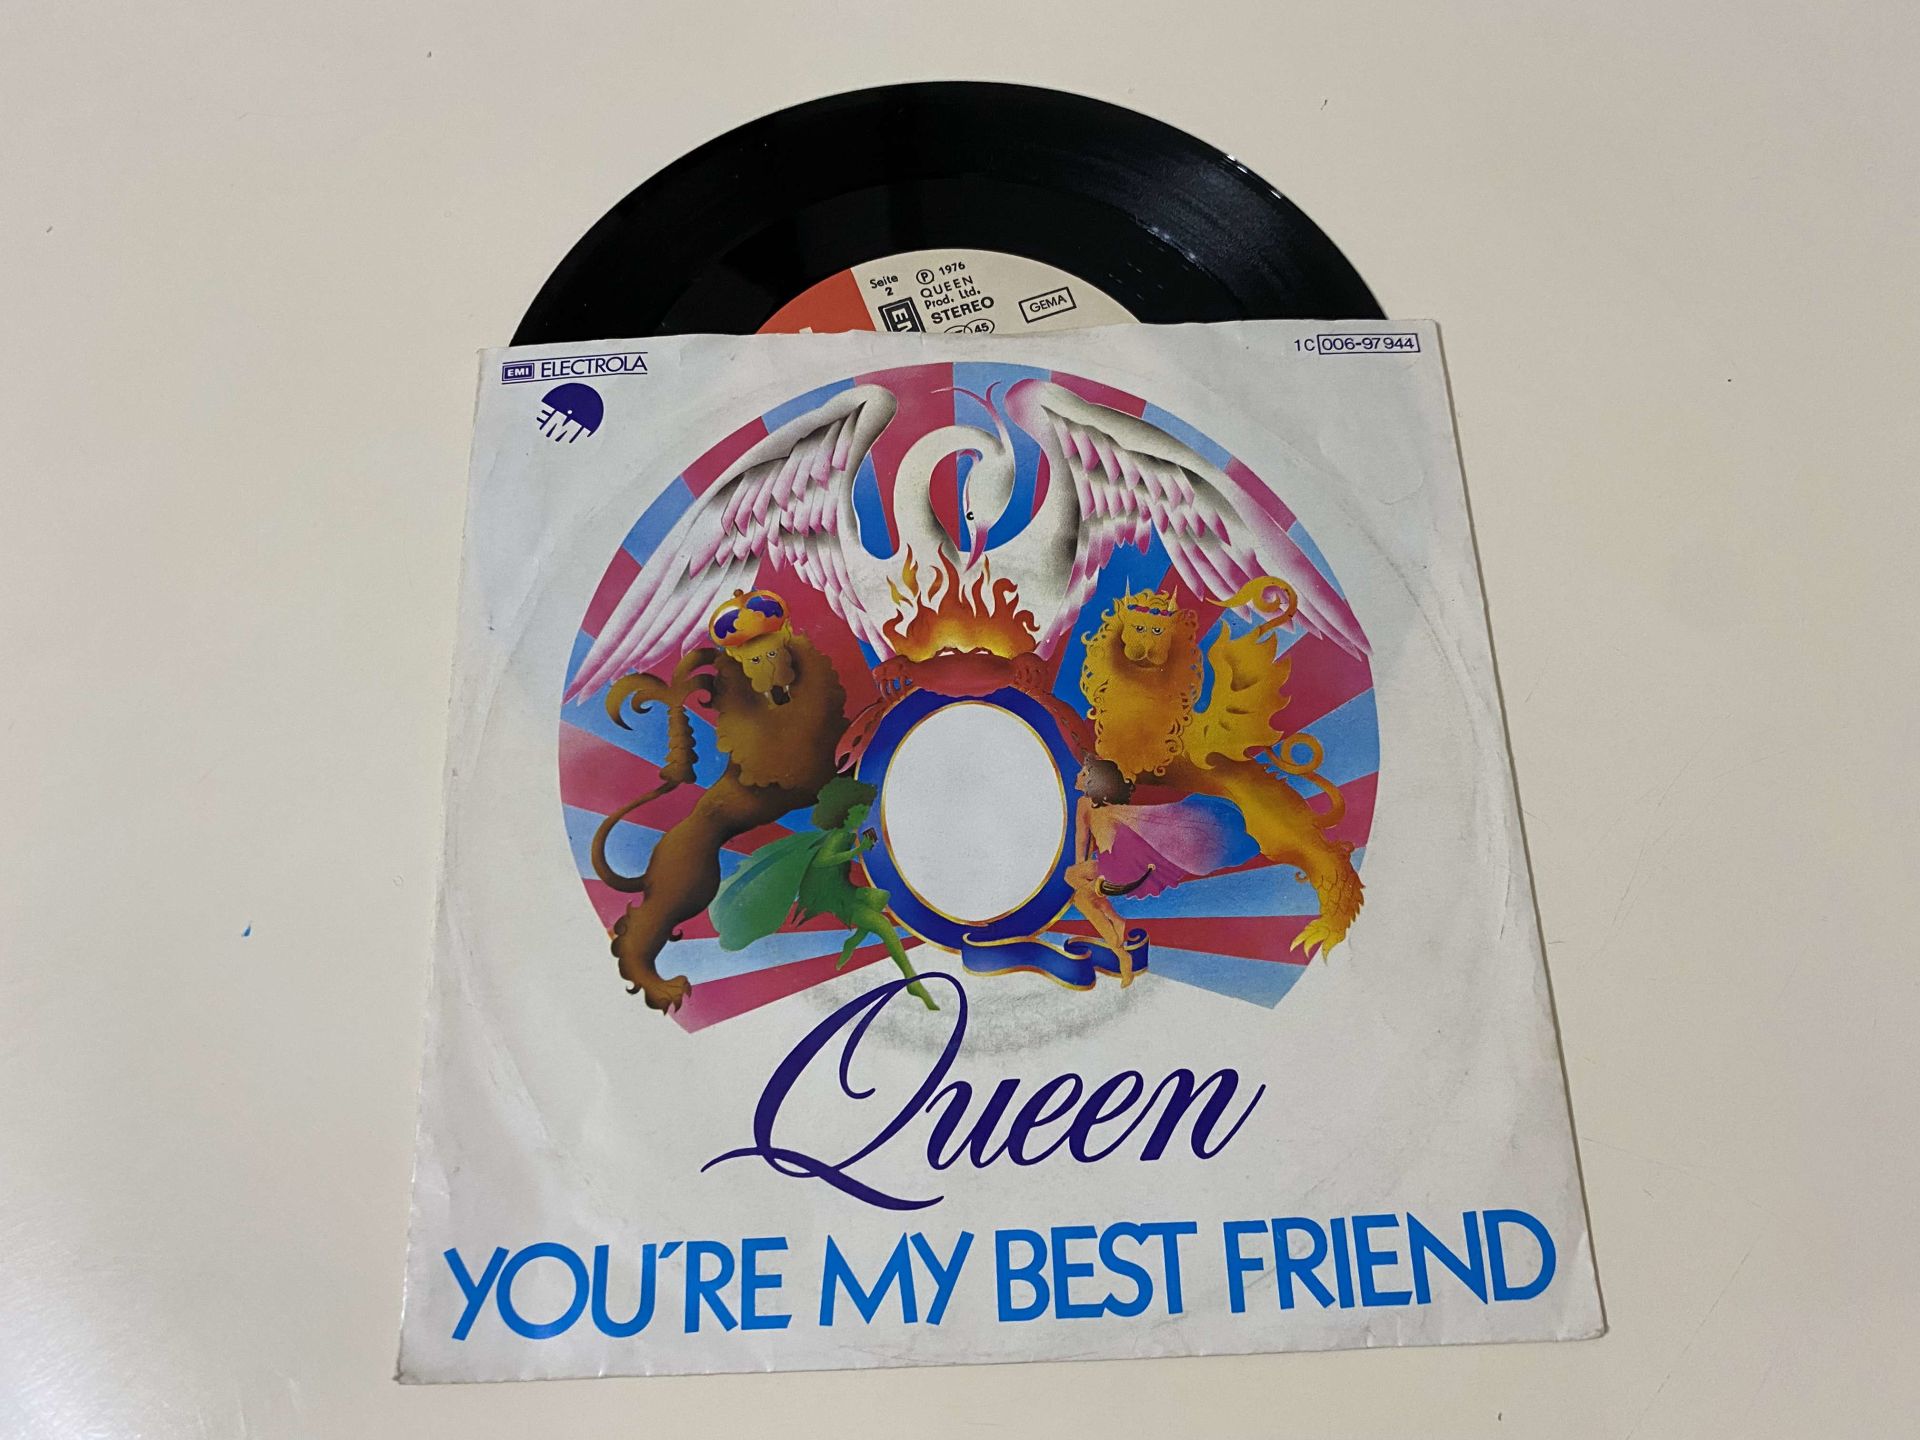 Seite
2
Ⓟ 1976
QUEEN
Prod. Ltd.
STEREO
GEMA
45
EMI ELECTROLA
EMI
1C 006-97944
Queen
YOU´RE MY BEST FRIEND